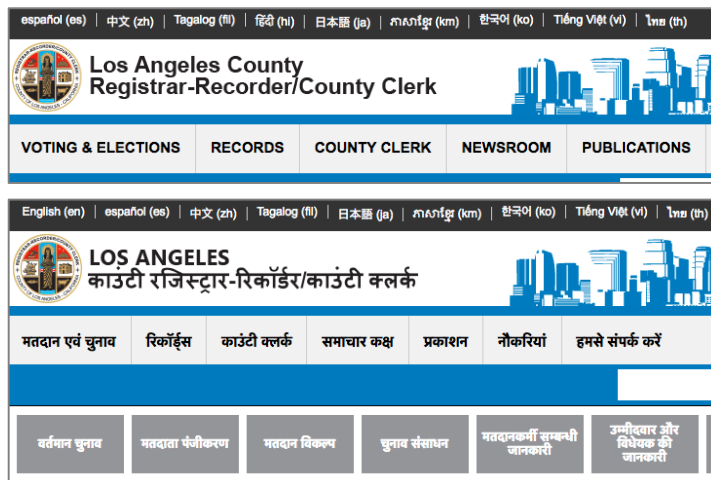 español (es) | 中文 (zh) | Tagalog (fil) | हिंदी (hi) | 日本語 (ja) | ភាសាខ្មែរ (km) | 한국어 (ko) | Tiếng Việt (vi) | ไทย (th)
Los Angeles County
Registrar-Recorder/County Clerk
VOTING & ELECTIONS RECORDS COUNTY CLERK NEWSROOM PUBLICATIONS
English (en) | español (es) | 中文 (zh) | Tagalog (fil) | 日本語 (ja) | ភាសាខ្មែរ (km) | 한국어 (ko) | Tiếng Việt (vi) | ไทย (th)
LOS ANGELES
काउंटी रजिस्ट्रार-रिकॉर्डर/काउंटी क्लर्क
मतदान एवं चुनाव रिकॉर्ड्स काउंटी क्लर्क समाचार कक्ष प्रकाशन नौकरियां हमसे संपर्क करें
वर्तमान चुनाव मतदाता पंजीकरण मतदान विकल्प चुनाव संसाधन
मतदानकर्मी सम्बन्धी
जानकारी
उम्मीदवार और
विधेयक की
जानकारी